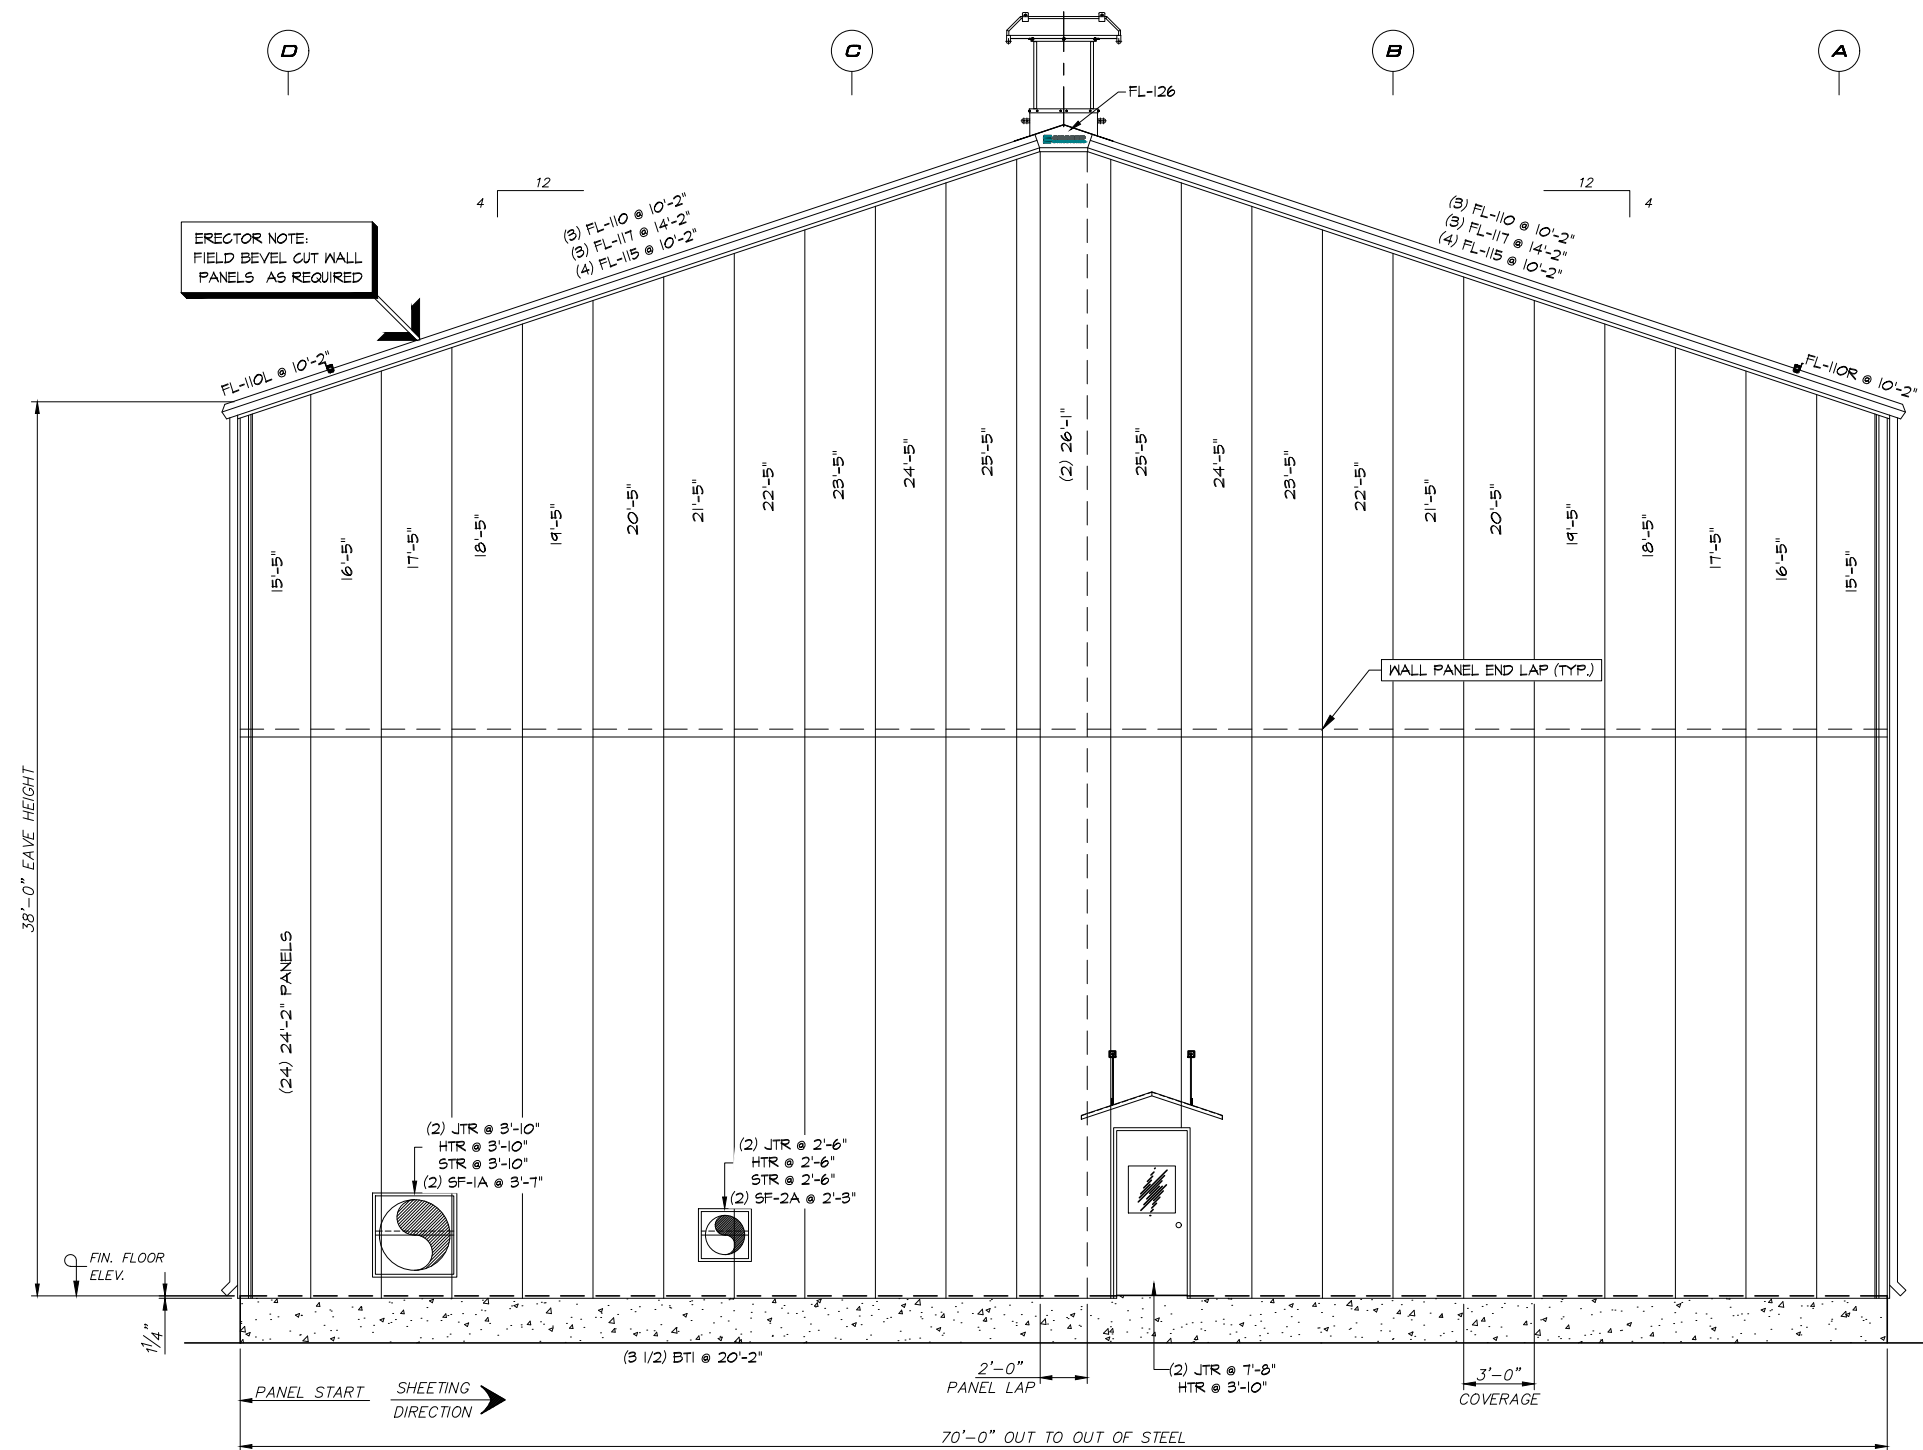 D
C
B
A
FL-126
12
4
12
4
(3) FL-110 @ 10'-2"
(3) FL-117 @ 14'-2"
(4) FL-115 @ 10'-2"
(3) FL-110 @ 10'-2"
(3) FL-117 @ 14'-2"
(4) FL-115 @ 10'-2"
ERECTOR NOTE:
FIELD BEVEL CUT WALL
PANELS AS REQUIRED
FL-110L @ 10'-2"
FL-110R @ 10'-2"
15'-5"
16'-5"
17'-5"
18'-5"
19'-5"
20'-5"
21'-5"
22'-5"
23'-5"
24'-5"
25'-5"
(2) 26'-1"
25'-5"
24'-5"
23'-5"
22'-5"
21'-5"
20'-5"
19'-5"
18'-5"
17'-5"
16'-5"
15'-5"
WALL PANEL END LAP (TYP.)
38'-0" EAVE HEIGHT
(24) 24'-2" PANELS
(2) JTR @ 3'-10"
HTR @ 3'-10"
STR @ 3'-10"
(2) SF-1A @ 3'-7"
(2) JTR @ 2'-6"
HTR @ 2'-6"
STR @ 2'-6"
(2) SF-2A @ 2'-3"
FIN. FLOOR
ELEV.
1 1/4"
(3 1/2) BT1 @ 20'-2"
2'-0"
PANEL LAP
(2) JTR @ 7'-8"
HTR @ 3'-10"
3'-0"
COVERAGE
PANEL START
SHEETING
DIRECTION
70'-0" OUT TO OUT OF STEEL